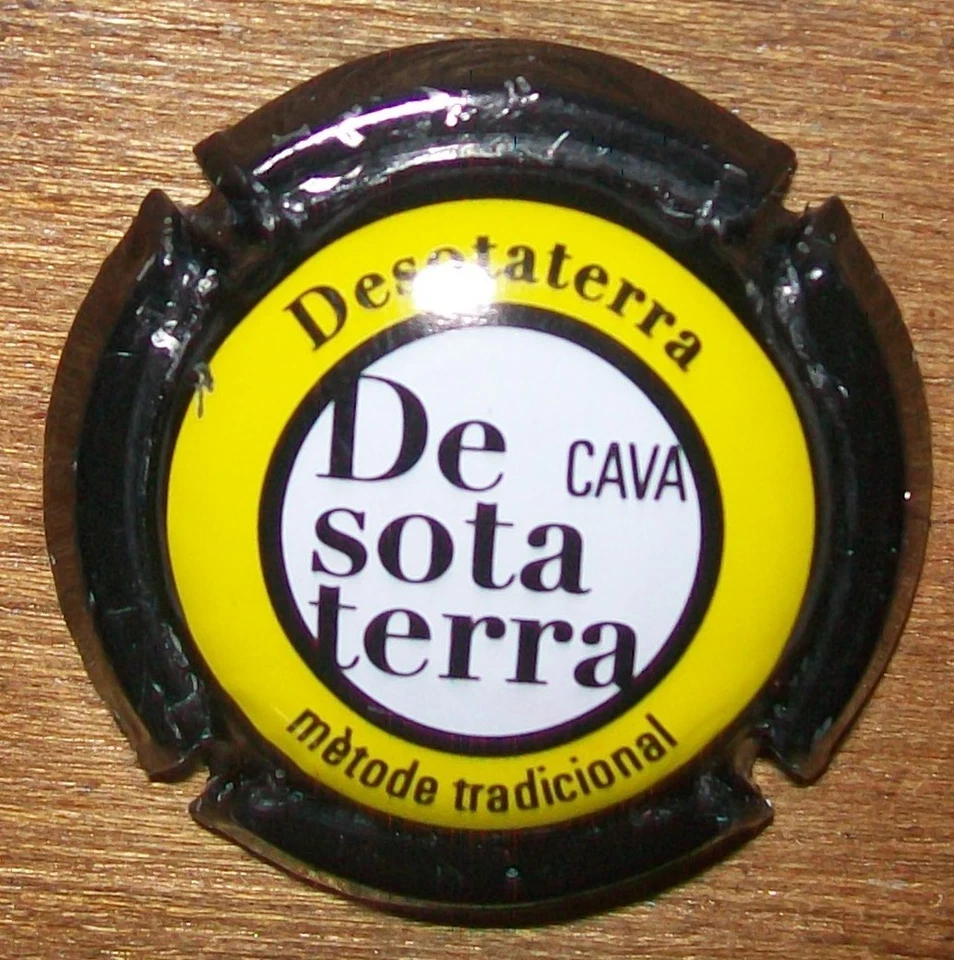 Desotaterra
De
CAVA
sota
terra
mètode tradicional